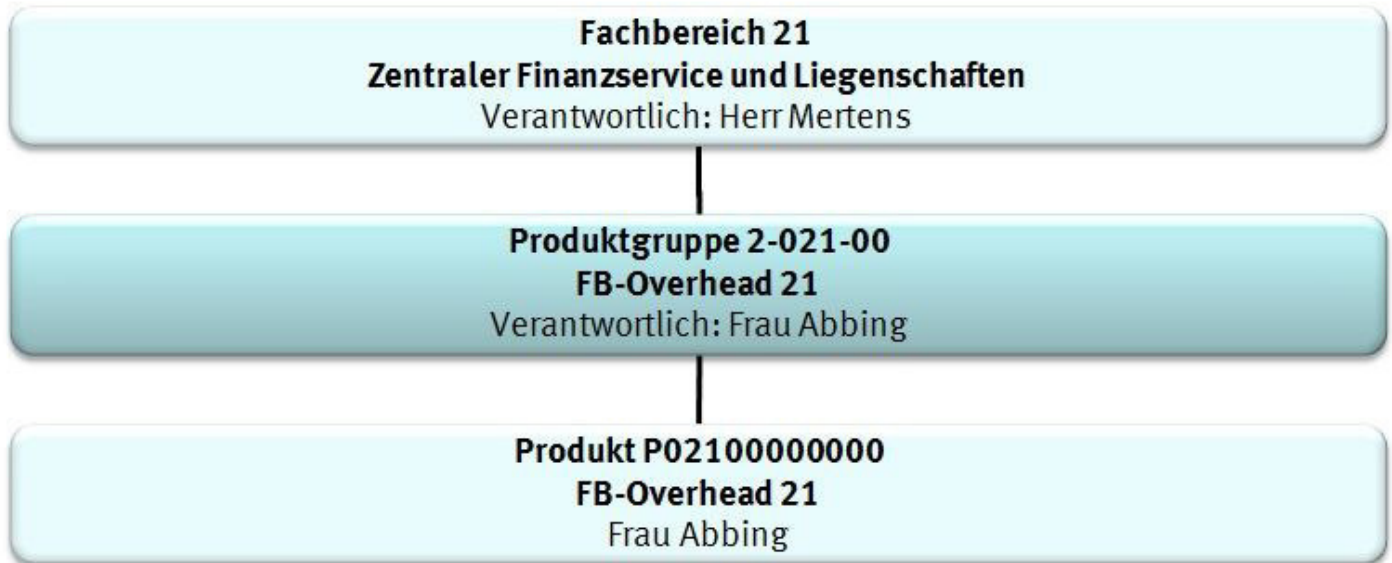 Fachbereich 21
Zentraler Finanzservice und Liegenschaften
Verantwortlich: Herr Mertens
Produktgruppe 2-021-00
FB-Overhead 21
Verantwortlich: Frau Abbing
Produkt P02100000000
FB-Overhead 21
Frau Abbing